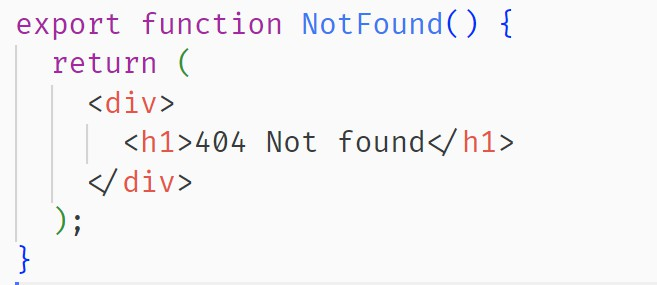 export function NotFound() {
  return (
    <div>
      <h1>404 Not found</h1>
    </div>
  );
}